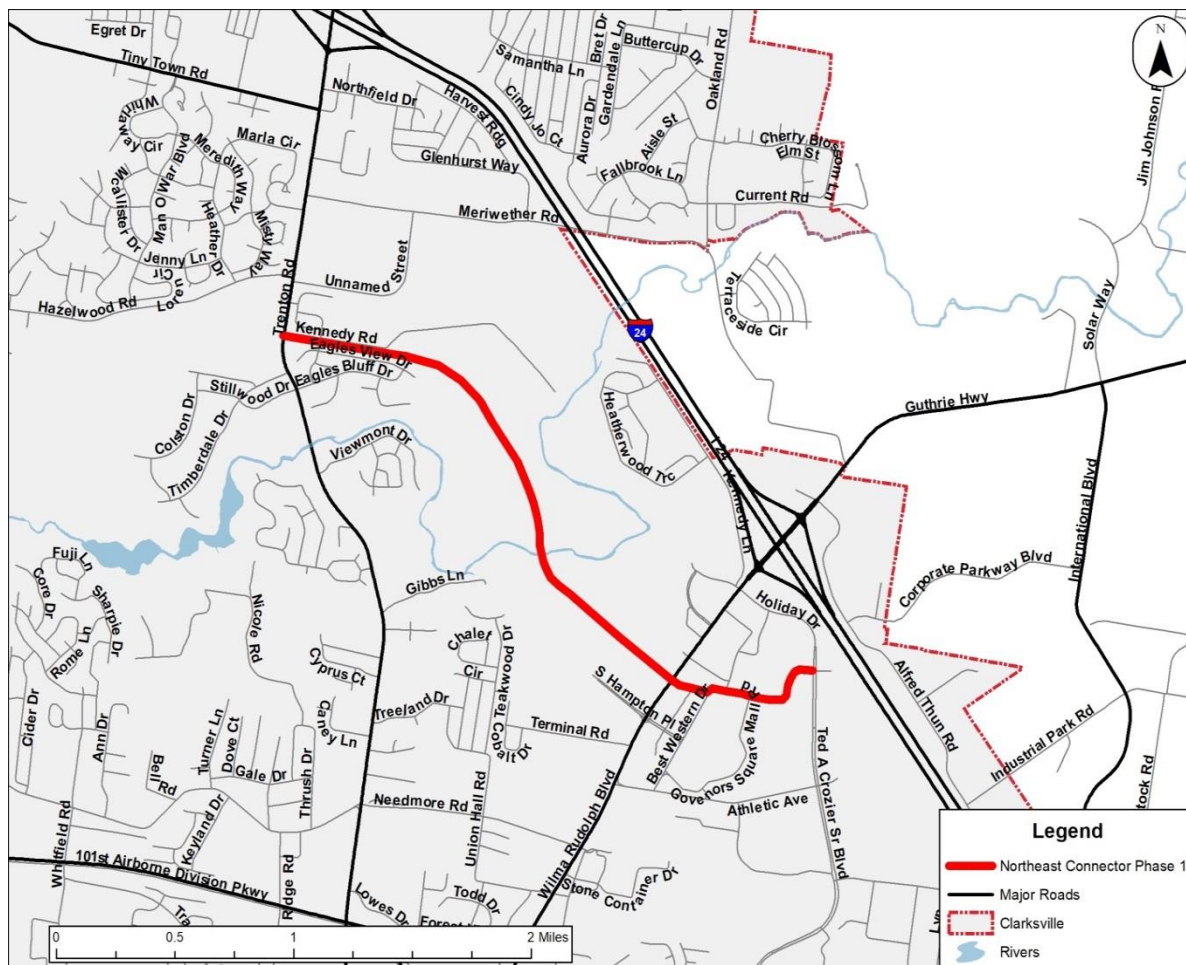 Egret Dr
Tiny Town Rd
Whirlaway Cir
Northfield Dr
Harvest Rdg
Samantha Ln
Cindy Jo Ct
Bret Dr
Gardendale Ln
Buttercup Dr
Oakland Rd
Aurora Dr
Aisle St
N
Jim Johnson
Marla Cir
Meredith Way
Mcallister Dr
Man O War Blvd
Heather Dr
Misty Way
Glenhurst Way
Fallbrook Ln
Cherry Blossom Ln
Elm St
Current Rd
Meriwether Rd
Jenny Ln
Cir
Unnamed Street
Terraceside Cir
Hazelwood Rd
Trenton Rd
Solar Way
24
Kennedy Rd
Eagles View Dr
Stillwood Dr
Eagles Bluff Dr
Colston Dr
Timberdale Dr
Viewmont Dr
Heatherwood Trc
Guthrie Hwy
I 24
Kennedy Ln
International Blvd
Corporate Parkway Blvd
Fuji Ln
Core Dr
Sharpie Dr
Rome Ln
Nicole Rd
Gibbs Ln
Holiday Dr
Chalet
Cir
Teakwood Dr
Cyprus Ct
Alfred Thun Rd
S Hampton Pl
Best Western Dr
Governors Square Mall Rd
Treeland Dr
Cobalt Dr
Terminal Rd
Cider Dr
Ann Dr
Turner Ln
Dove Ct
Caney Ln
Ted A Crozier Sr Blvd
Industrial Park Rd
Bell Rd
Gale Dr
Thrush Dr
Needmore Rd
Union Hall Rd
Wilma Rudolph Blvd
Athletic Ave
tock Rd
Whitfield Rd
Keyland Dr
101st Airborne Division Pkwy
Ridge Rd
Lowes Dr
Todd Dr
Stone Container Dr
Legend
Northeast Connector Phase 1
Major Roads
Clarksville
Rivers
0 0.5 1 2 Miles